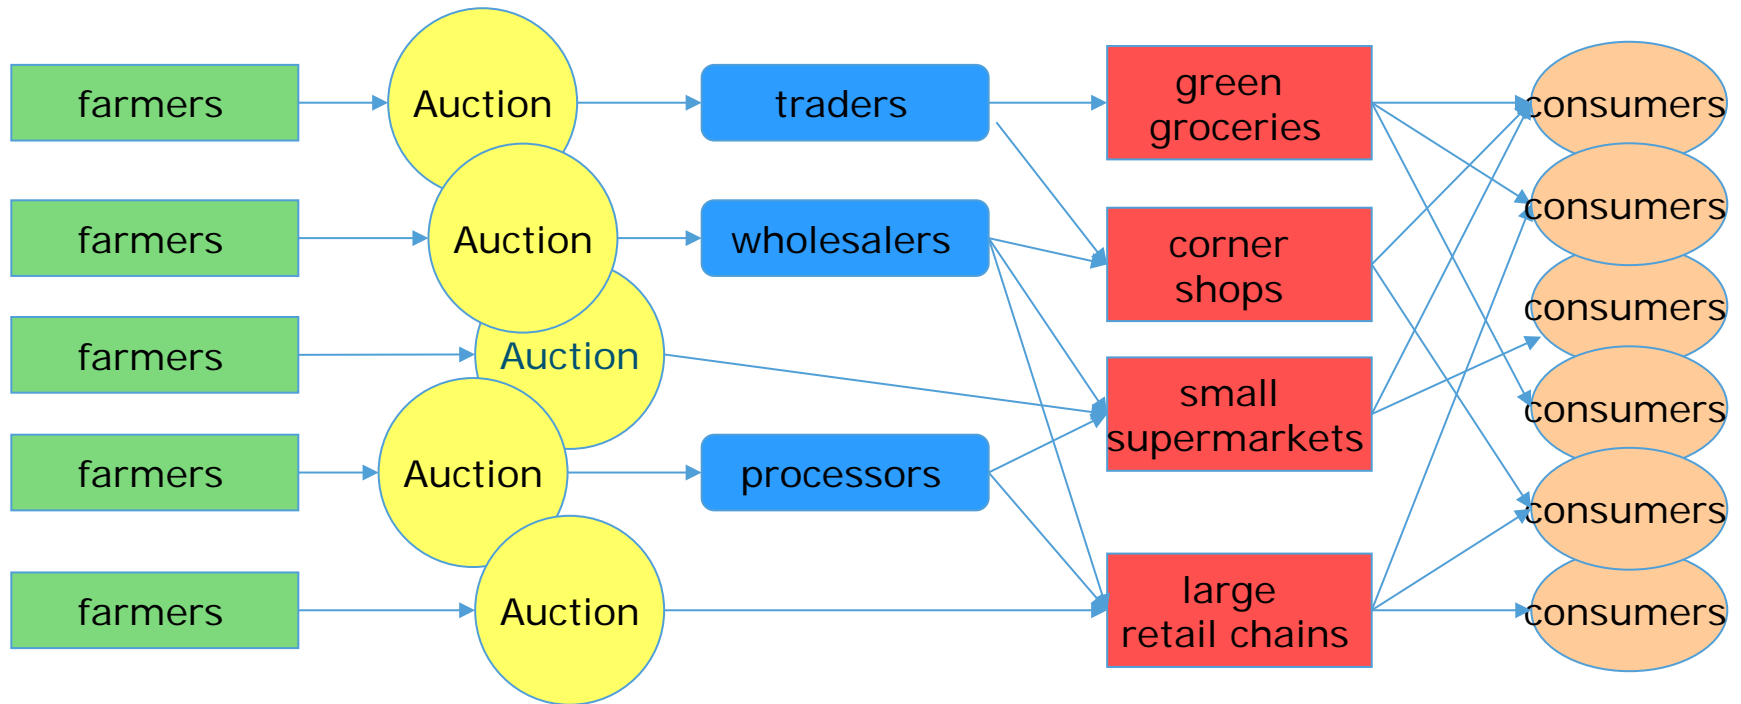 farmers
Auction
traders
green
groceries
consumers
farmers
Auction
wholesalers
corner
shops
consumers
farmers
Auction
consumers
small
supermarkets
consumers
farmers
Auction
processors
consumers
farmers
Auction
large
retail chains
consumers